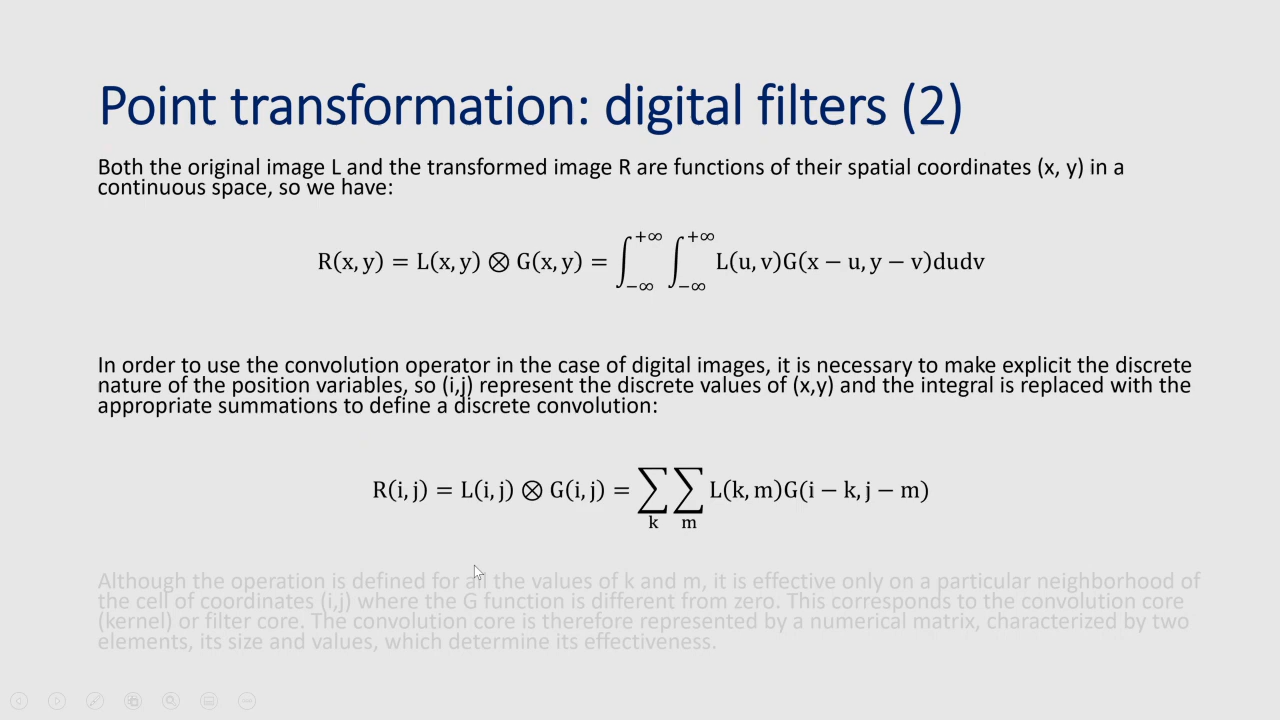 Point transformation: digital filters (2)
Both the original image L and the transformed image R are functions of their spatial coordinates (x, y) in a
continuous space, so we have:
R(x, y) = L(x, y) ⊗ G(x, y) = ∫_{−∞}^{+∞} ∫_{−∞}^{+∞} L(u, v)G(x − u, y − v)dudv
In order to use the convolution operator in the case of digital images, it is necessary to make explicit the discrete
nature of the position variables, so (i,j) represent the discrete values of (x,y) and the integral is replaced with the
appropriate summations to define a discrete convolution:
R(i, j) = L(i, j) ⊗ G(i, j) = ∑_k ∑_m L(k, m)G(i − k, j − m)
Although the operation is defined for all the values of k and m, it is effective only on a particular neighborhood of
the cell of coordinates (i,j) where the G function is different from zero. This corresponds to the convolution core
(kernel) or filter core. The convolution core is therefore represented by a numerical matrix, characterized by two
elements, its size and values, which determine its effectiveness.